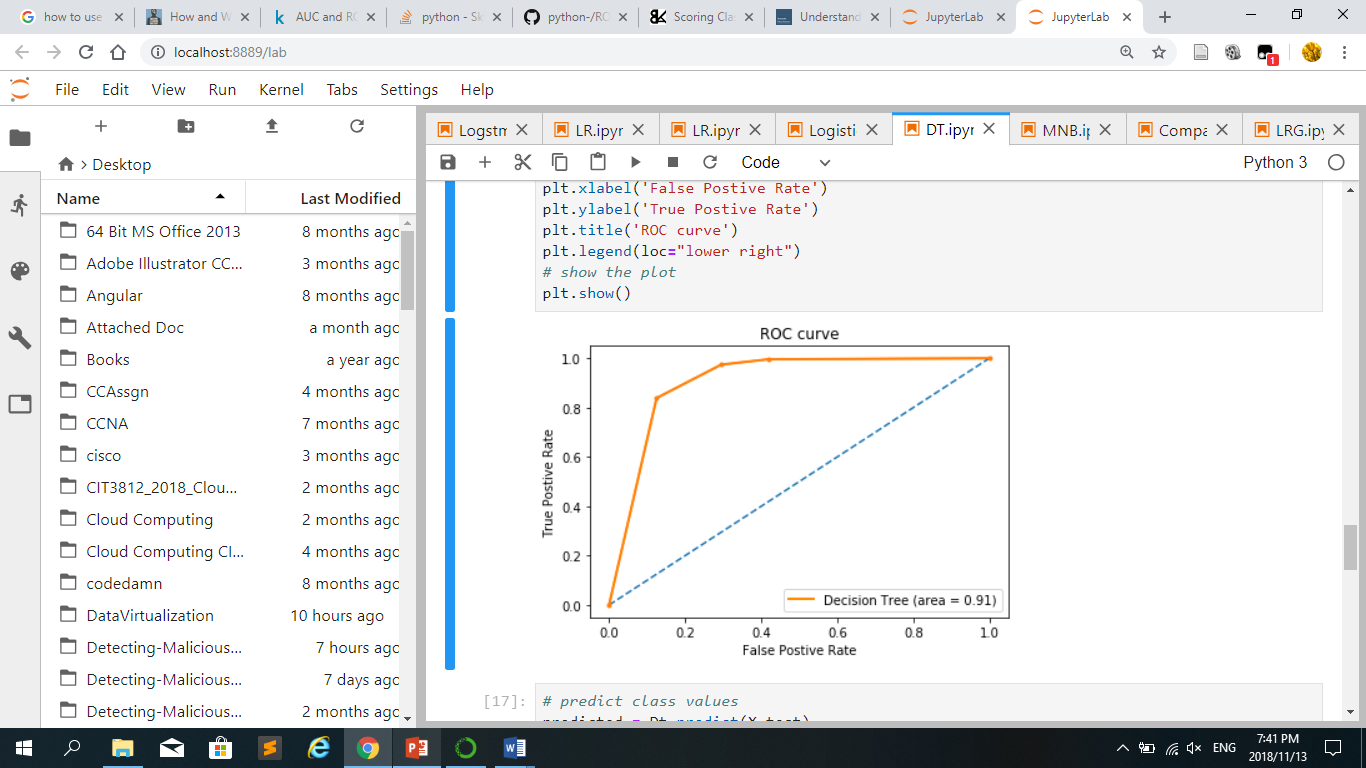 how to use
How and W
AUC and RO
python - Sk
python-/RO
Scoring Cla
Understand
JupyterLab
JupyterLab
localhost:8889/lab
1
File Edit View Run Kernel Tabs Settings Help
Desktop
Name Last Modified
64 Bit MS Office 2013 8 months ago
Adobe Illustrator CC... 3 months ago
Angular 8 months ago
Attached Doc a month ago
Books a year ago
CCAssgn 4 months ago
CCNA 7 months ago
cisco 3 months ago
CIT3812_2018_Clou... 2 months ago
Cloud Computing 2 months ago
Cloud Computing Cl... 4 months ago
codedamn 8 months ago
DataVirtualization 10 hours ago
Detecting-Malicious... 7 hours ago
Detecting-Malicious... 7 days ago
Detecting-Malicious... 2 months ago
Logstm LR.ipyr LR.ipyr Logisti DT.ipyr MNB.ip Compa LRG.ipy
Code Python 3
plt.xlabel('False Postive Rate')
plt.ylabel('True Postive Rate')
plt.title('ROC curve')
plt.legend(loc="lower right")
# show the plot
plt.show()
ROC curve
True Postive Rate
1.0
0.8
0.6
0.4
0.2
0.0
Decision Tree (area = 0.91)
0.0 0.2 0.4 0.6 0.8 1.0
False Postive Rate
[17]: # predict class values
predicted = Dt.predict(X_test)
ENG
7:41 PM
2018/11/13